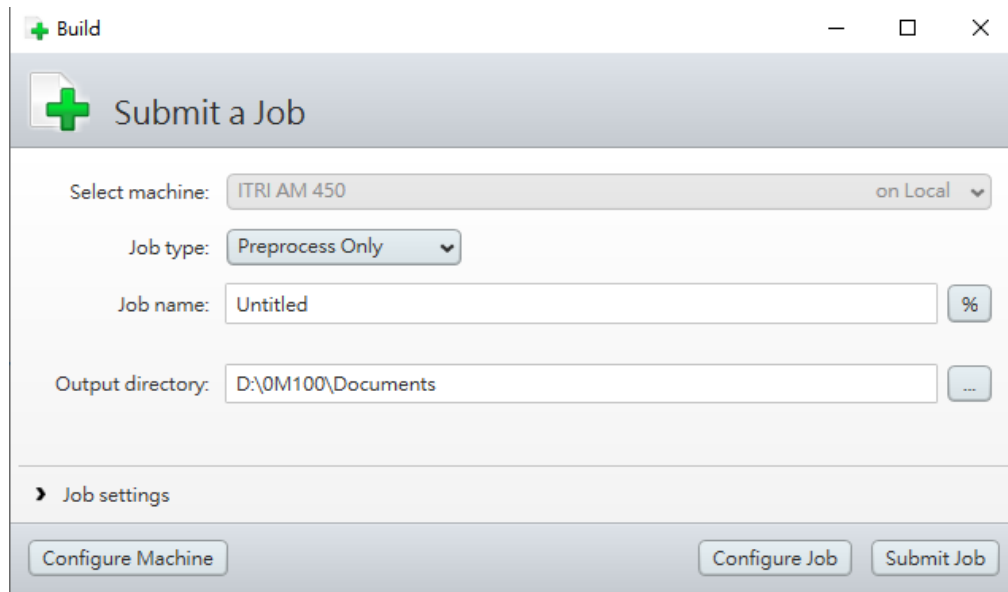 Build
Submit a Job
Select machine: ITRI AM 450 on Local
Job type: Preprocess Only
Job name: Untitled %
Output directory: D:\0M100\Documents ...
Job settings
Configure Machine Configure Job Submit Job